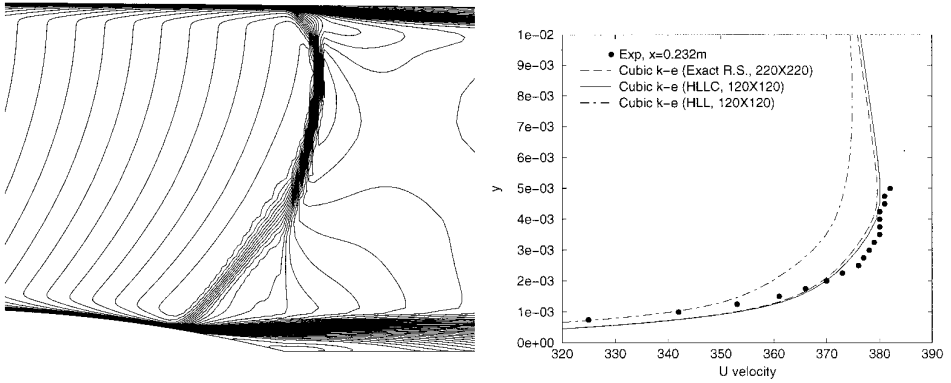 1e-02
9e-03
8e-03
7e-03
6e-03
5e-03
4e-03
3e-03
2e-03
1e-03
0e+00
y
Exp, x=0.232m
Cubic k-e (Exact R.S., 220X220)
Cubic k-e (HLLC, 120X120)
Cubic k-e (HLL, 120X120)
320 330 340 350 360 370 380 390
U velocity